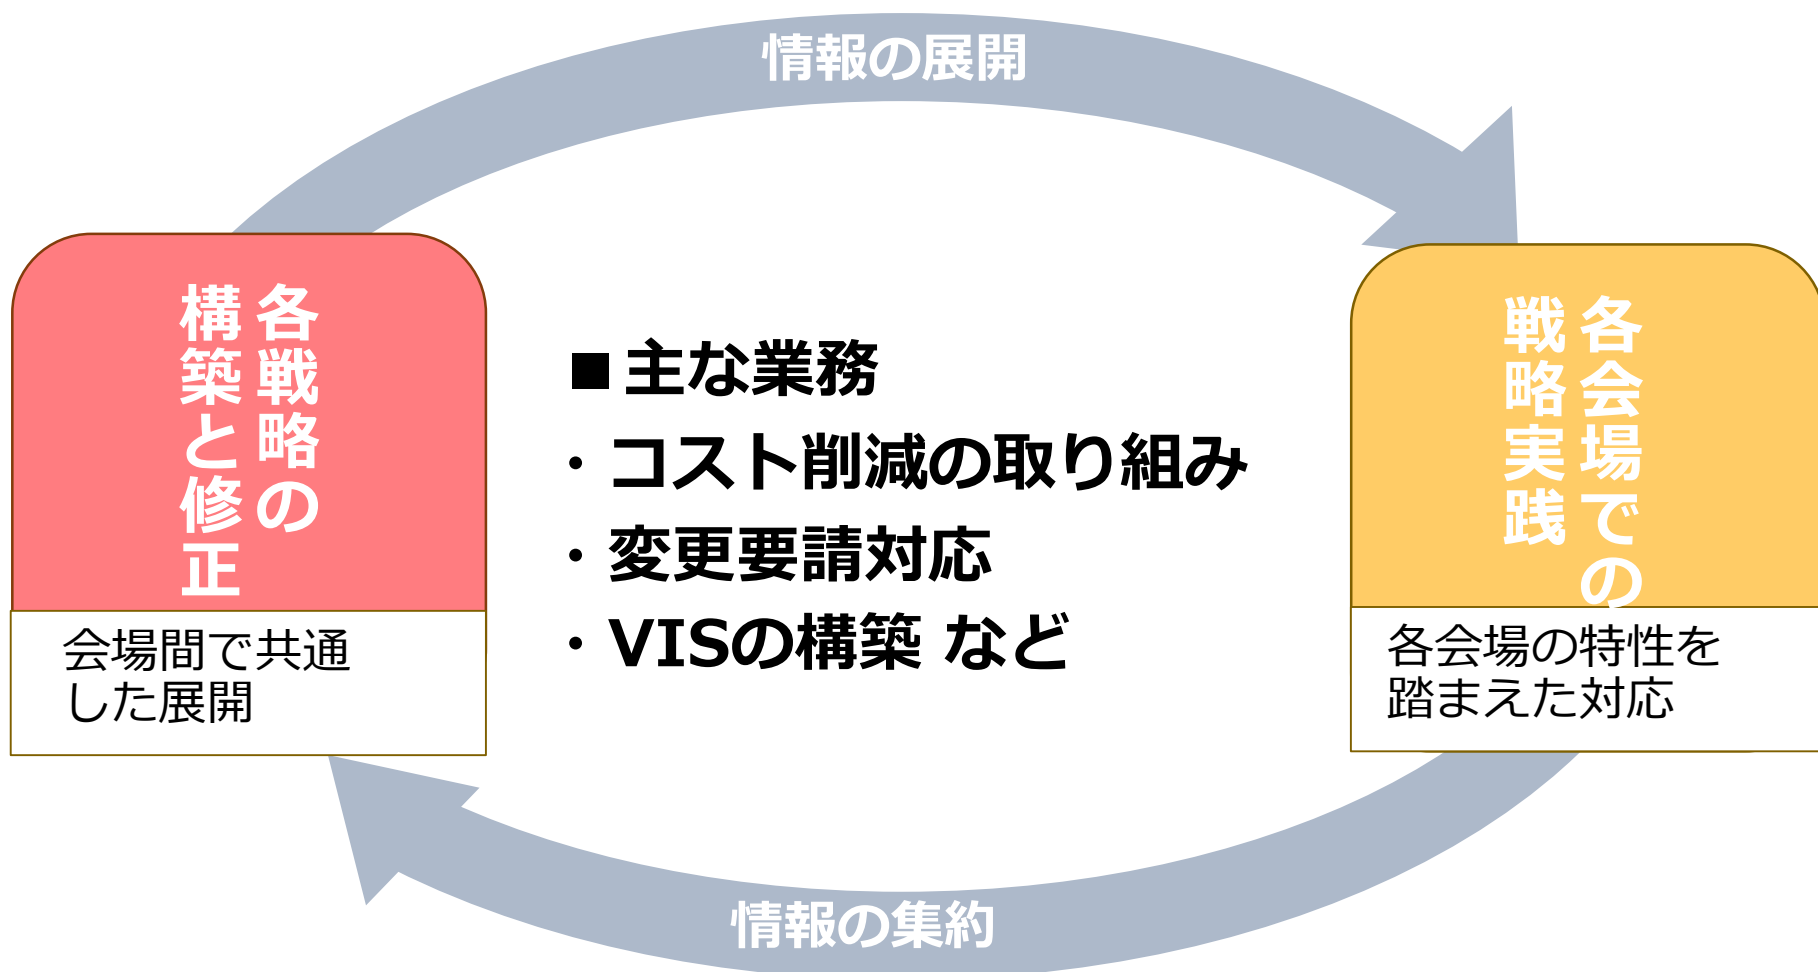 情報の展開
各戦略の
構築と修正
会場間で共通
した展開
■主な業務
・コスト削減の取り組み
・変更要請対応
・VISの構築 など
各会場での
戦略実践
各会場の特性を
踏まえた対応
情報の集約